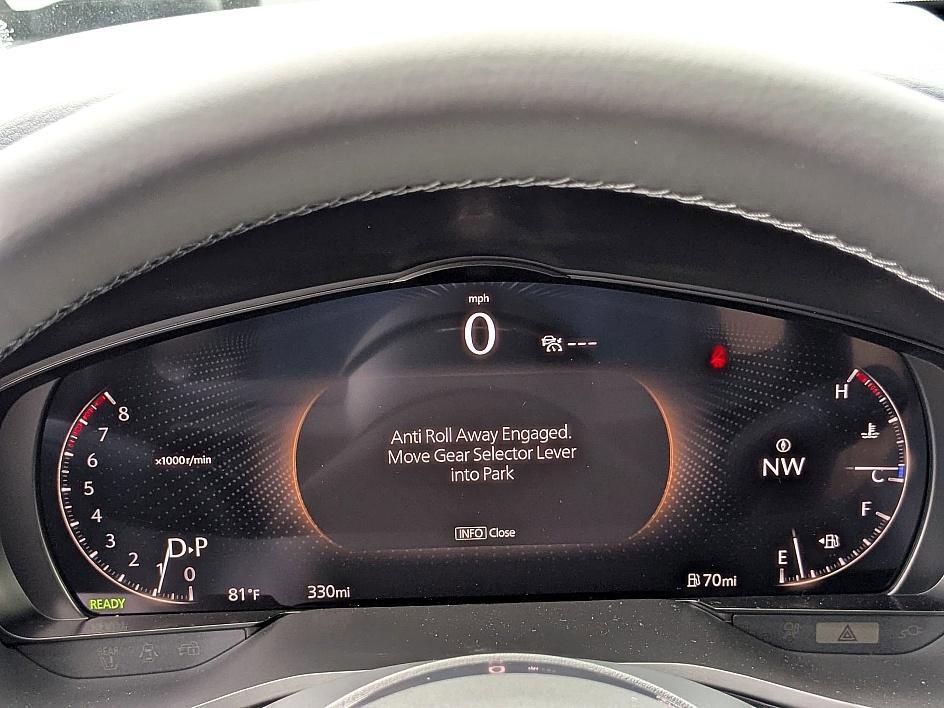 mph
0
---
8
7
6
5
4
3
2
1
0
x1000r/min
D▸P
READY
81°F
330mi
Anti Roll Away Engaged.
Move Gear Selector Lever
into Park
INFO Close
NW
70mi
H
C
F
E
REAR